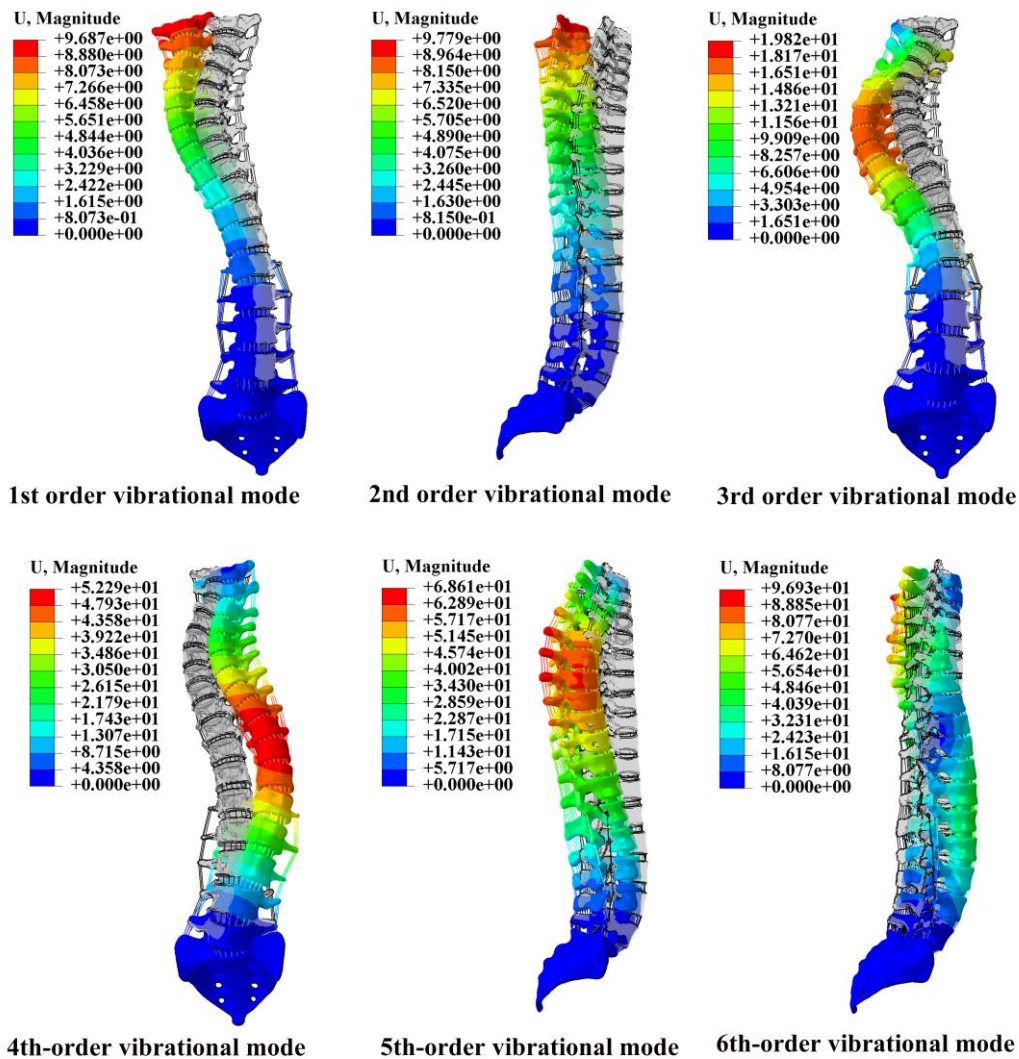 U, Magnitude
+9.687e+00
+8.880e+00
+8.073e+00
+7.266e+00
+6.458e+00
+5.651e+00
+4.844e+00
+4.036e+00
+3.229e+00
+2.422e+00
+1.615e+00
+8.073e-01
+0.000e+00
1st order vibrational mode
U, Magnitude
+9.779e+00
+8.964e+00
+8.150e+00
+7.335e+00
+6.520e+00
+5.705e+00
+4.890e+00
+4.075e+00
+3.260e+00
+2.445e+00
+1.630e+00
+8.150e-01
+0.000e+00
2nd order vibrational mode
U, Magnitude
+1.982e+01
+1.817e+01
+1.651e+01
+1.486e+01
+1.321e+01
+1.156e+01
+9.909e+00
+8.257e+00
+6.606e+00
+4.954e+00
+3.303e+00
+1.651e+00
+0.000e+00
3rd order vibrational mode
U, Magnitude
+5.229e+01
+4.793e+01
+4.358e+01
+3.922e+01
+3.486e+01
+3.050e+01
+2.615e+01
+2.179e+01
+1.743e+01
+1.307e+01
+8.715e+00
+4.358e+00
+0.000e+00
4th-order vibrational mode
U, Magnitude
+6.861e+01
+6.289e+01
+5.717e+01
+5.145e+01
+4.574e+01
+4.002e+01
+3.430e+01
+2.859e+01
+2.287e+01
+1.715e+01
+1.143e+01
+5.717e+00
+0.000e+00
5th-order vibrational mode
U, Magnitude
+9.693e+01
+8.885e+01
+8.077e+01
+7.270e+01
+6.462e+01
+5.654e+01
+4.846e+01
+4.039e+01
+3.231e+01
+2.423e+01
+1.615e+01
+8.077e+00
+0.000e+00
6th-order vibrational mode